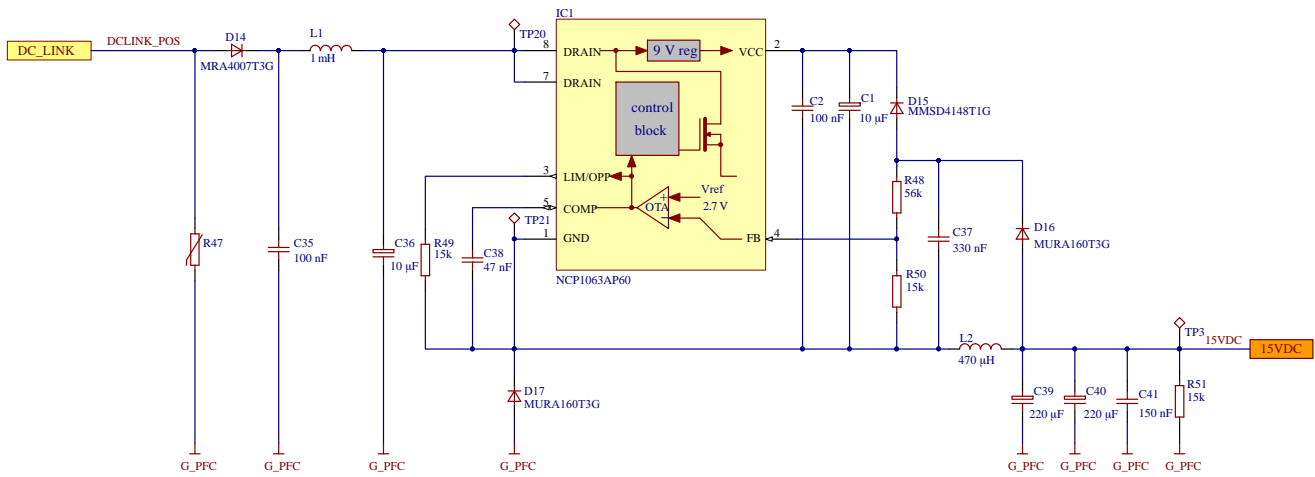 DC_LINK
DCLINK_POS
D14
MRA4007T3G
L1
1 mH
TP20
IC1
8
DRAIN
7
DRAIN
9 V reg
VCC
2
control
block
3
LIM/OPP
5
COMP
OTA
Vref
2.7 V
TP21
1
GND
FB
4
NCP1063AP60
C2
100 nF
C1
10 µF
D15
MMSD4148T1G
R48
56k
C37
330 nF
D16
MURA160T3G
R50
15k
R47
C35
100 nF
C36
10 µF
R49
15k
C38
47 nF
L2
470 µH
TP3
15VDC
15VDC
D17
MURA160T3G
C39
220 µF
C40
220 µF
C41
150 nF
R51
15k
G_PFC
G_PFC
G_PFC
G_PFC
G_PFC
G_PFC
G_PFC
G_PFC